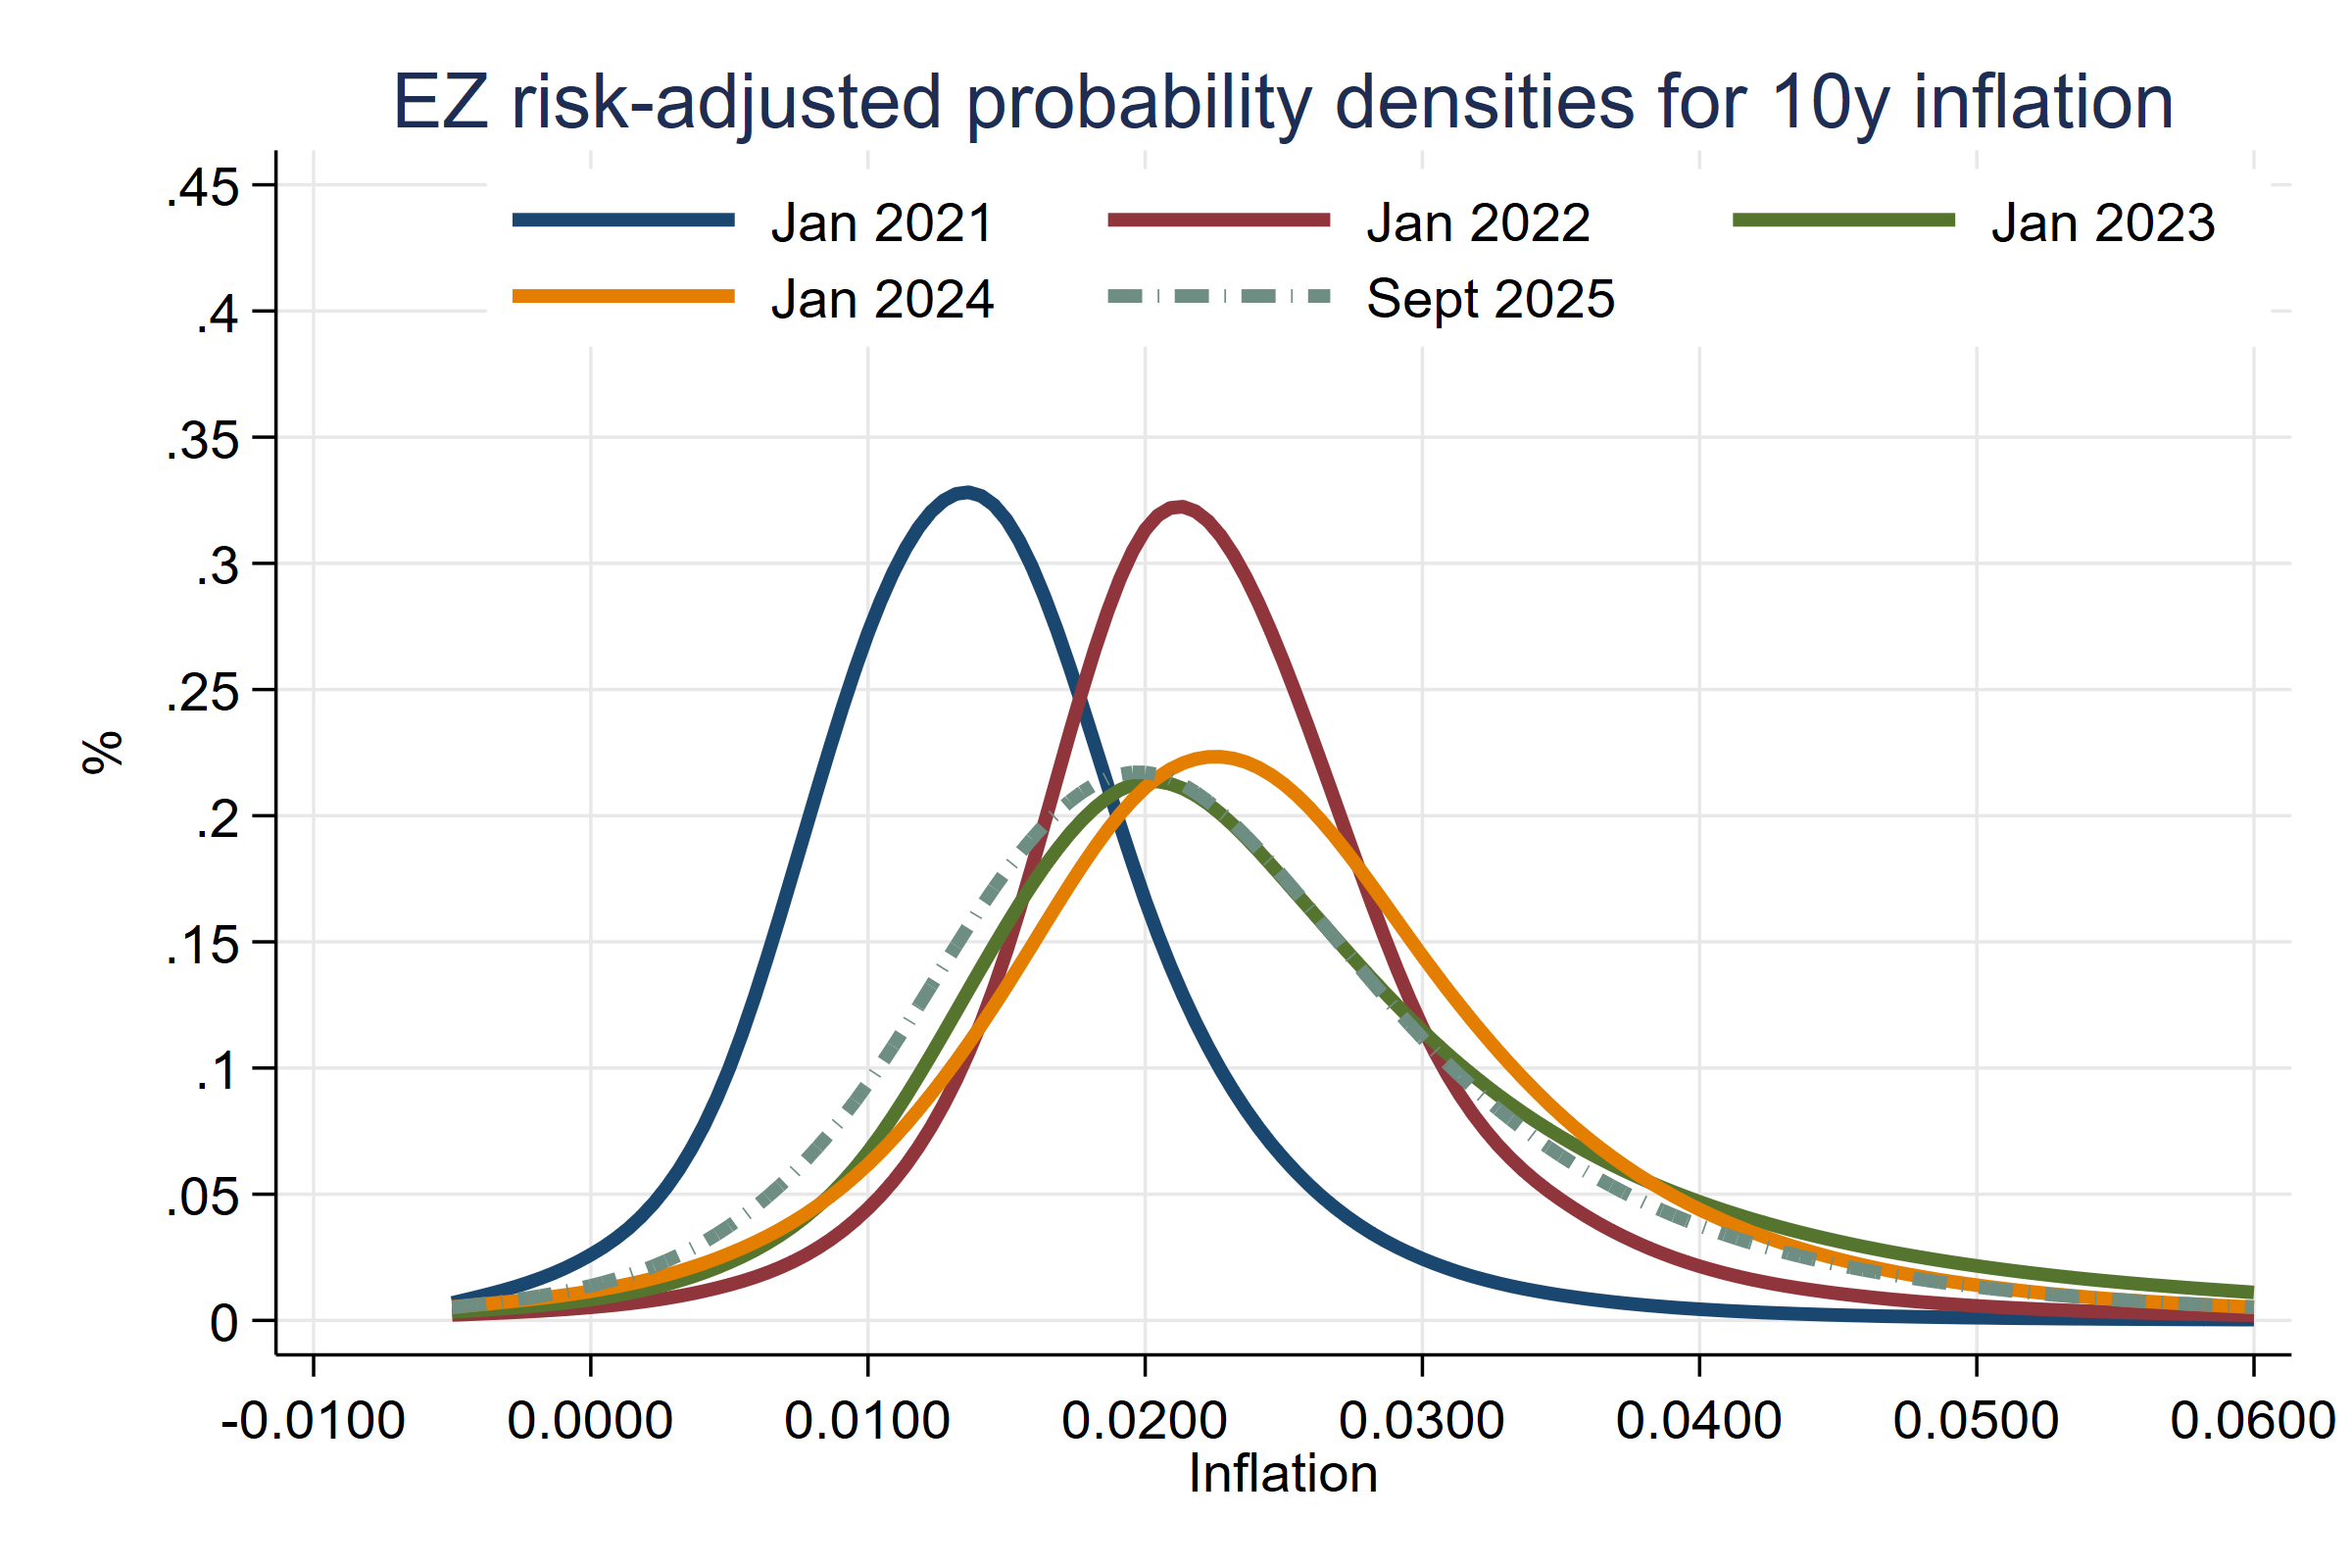 EZ risk-adjusted probability densities for 10y inflation
Jan 2021 Jan 2022 Jan 2023
Jan 2024 Sept 2025
.45
.4
.35
.3
.25
.2
.15
.1
.05
0
%
-0.0100 0.0000 0.0100 0.0200 0.0300 0.0400 0.0500 0.0600
Inflation